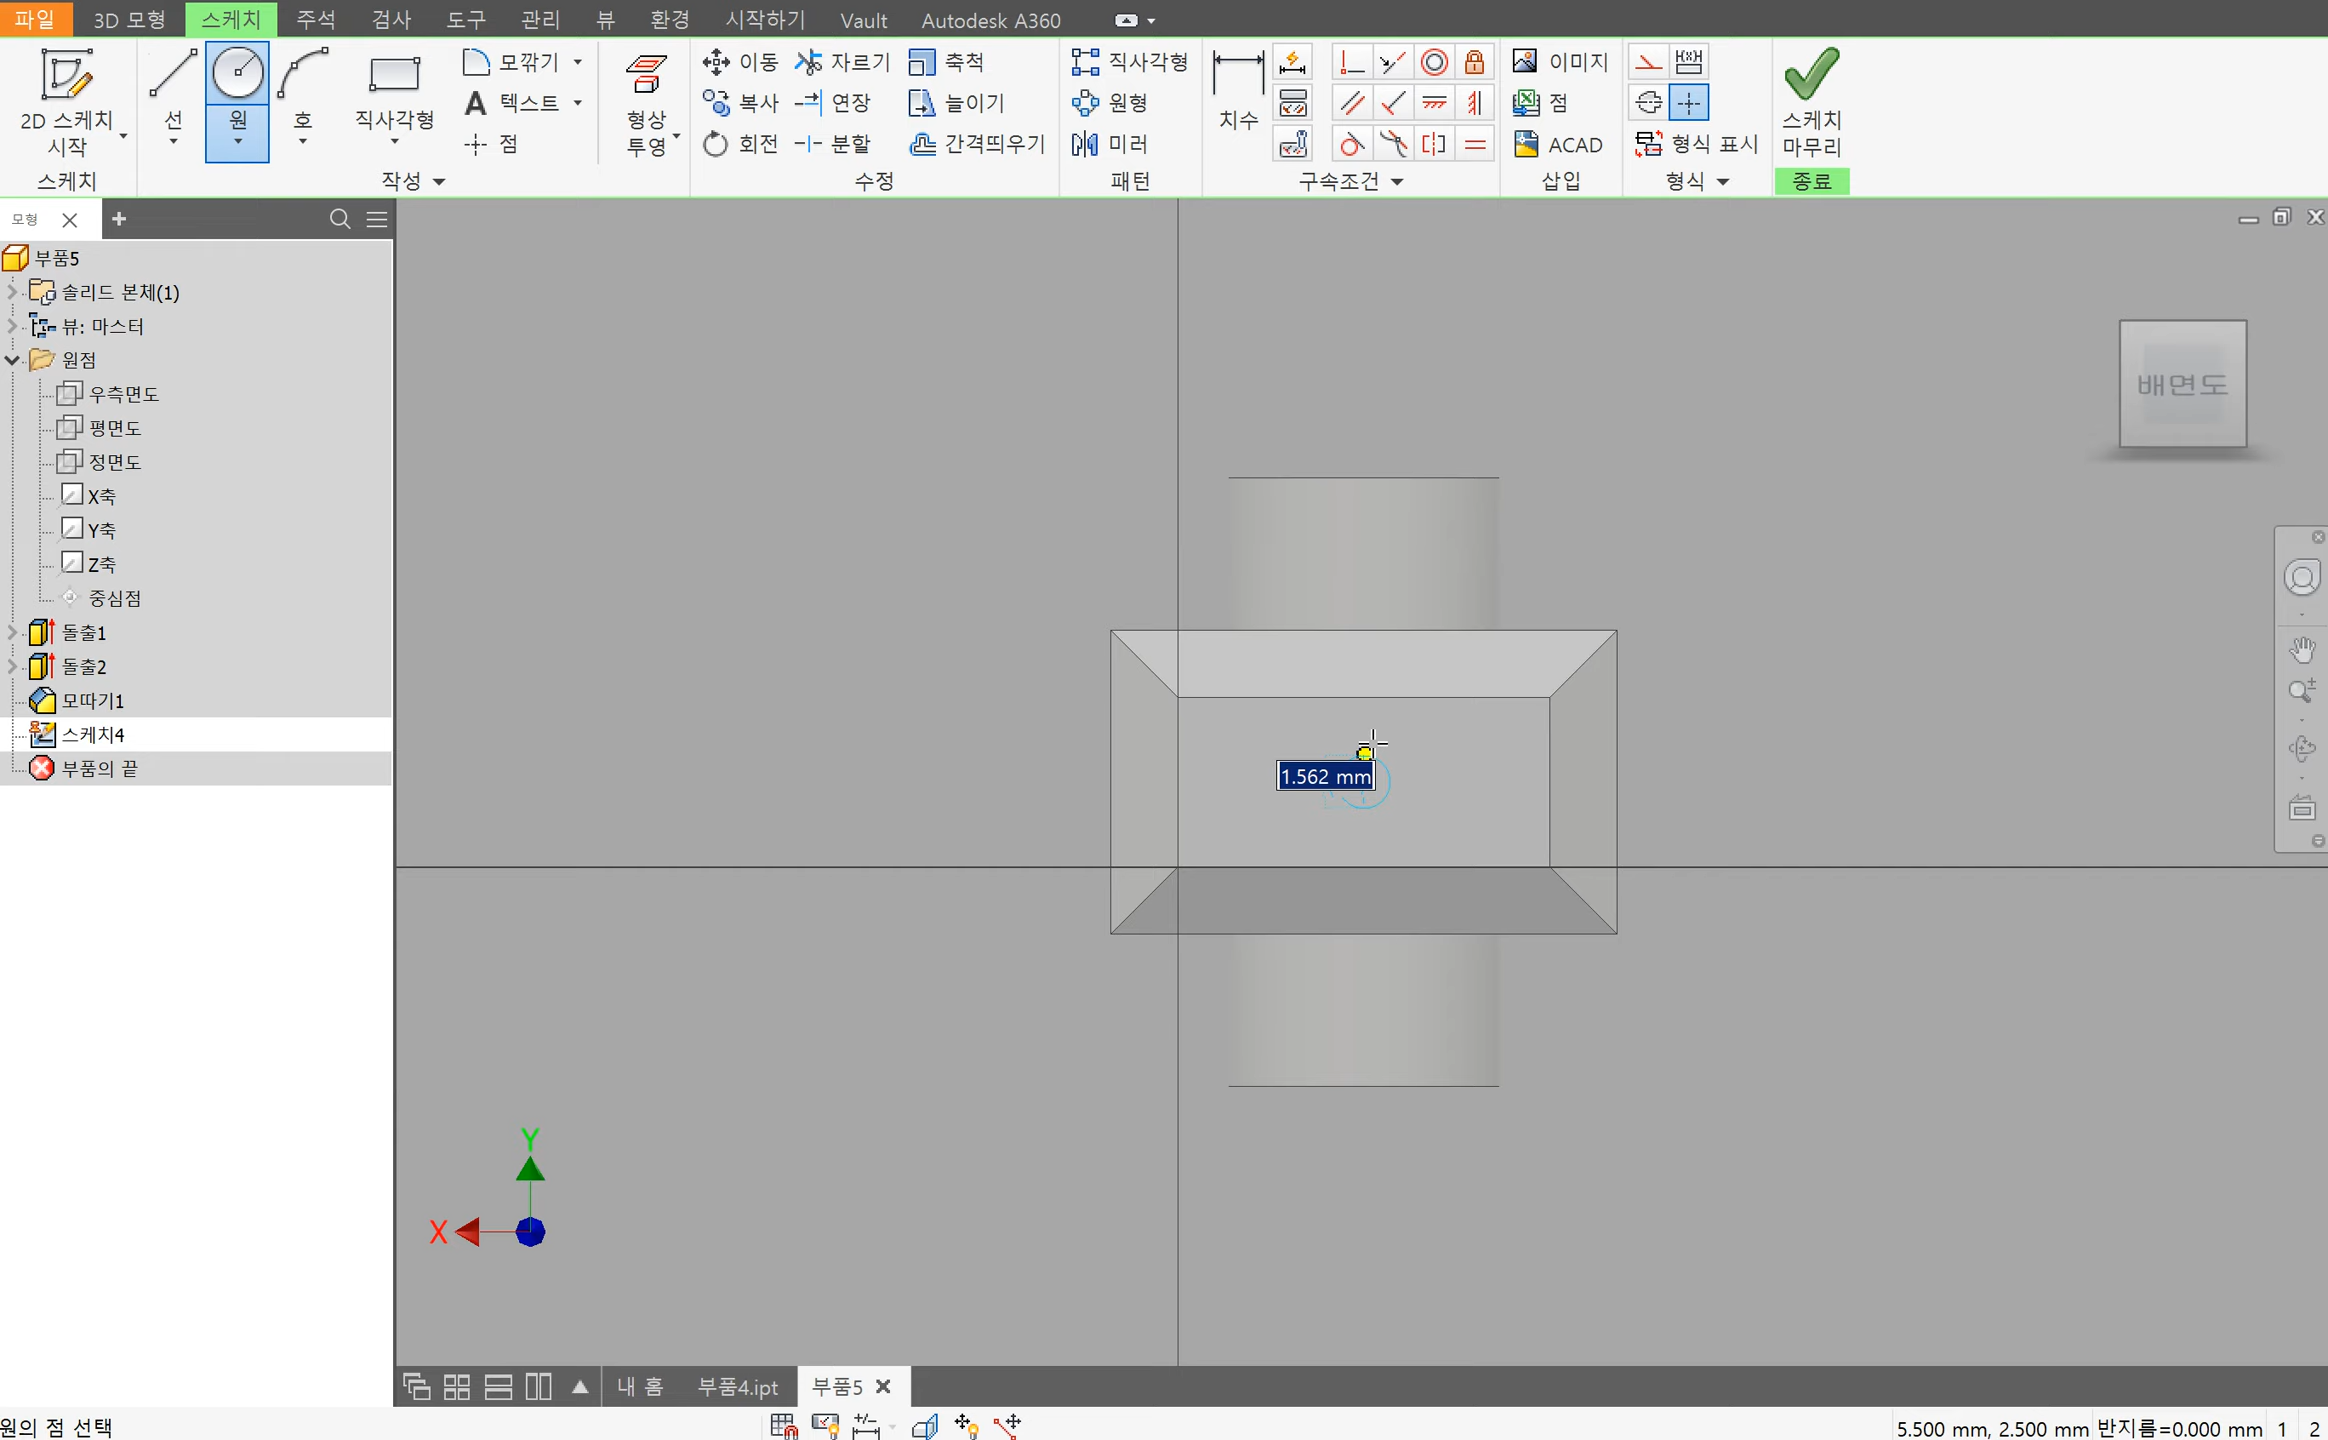 파일 3D 모형 스케치 주석 검사 도구 관리 뷰 환경 시작하기 Vault Autodesk A360
2D 스케치
시작
선
원
호
직사각형
모깎기
A 텍스트
점
형상
투영
이동
복사
회전
자르기
연장
분할
축척
늘이기
간격띄우기
직사각형
원형
미러
치수
이미지
점
ACAD
형식 표시
스케치
마무리
스케치 작성 수정 패턴 구속조건 삽입 형식 종료
모형
부품5
솔리드 본체(1)
뷰: 마스터
원점
우측면도
평면도
정면도
X축
Y축
Z축
중심점
돌출1
돌출2
모따기1
스케치4
부품의 끝
배면도
1.562 mm
Y
X
내 홈 부품4.ipt 부품5
원의 점 선택
5.500 mm, 2.500 mm 반지름=0.000 mm 1 2